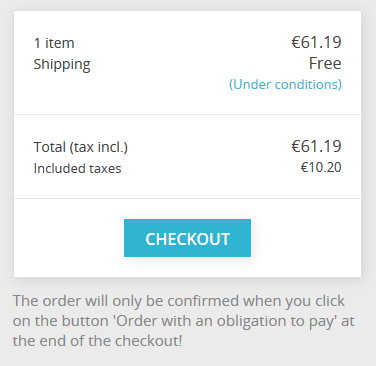 1 item €61.19
Shipping Free
(Under conditions)
Total (tax incl.) €61.19
Included taxes €10.20
CHECKOUT
The order will only be confirmed when you click
on the button 'Order with an obligation to pay' at
the end of the checkout!